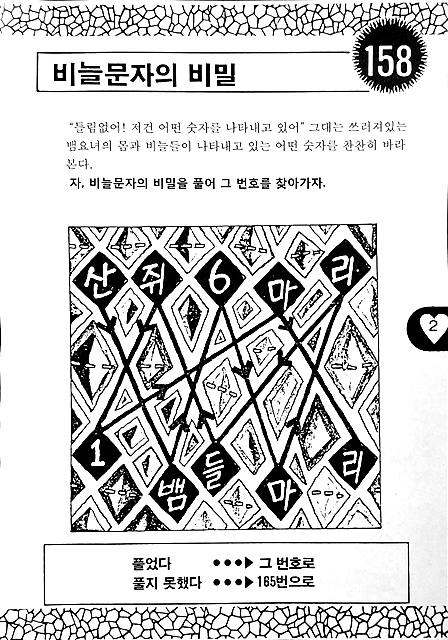 158
비늘문자의 비밀
“틀림없어! 저건 어떤 숫자를 나타내고 있어” 그대는 쓰러져있는
뱀요녀의 몸과 비늘들이 나타내고 있는 어떤 숫자를 찬찬히 바라
본다.
자, 비늘문자의 비밀을 풀어 그 번호를 찾아가자.
산 쥐 6 마 리
2
1 뱀 들 마 리
풀었다 ●●●▶ 그 번호로
풀지 못했다 ●●●▶ 165번으로